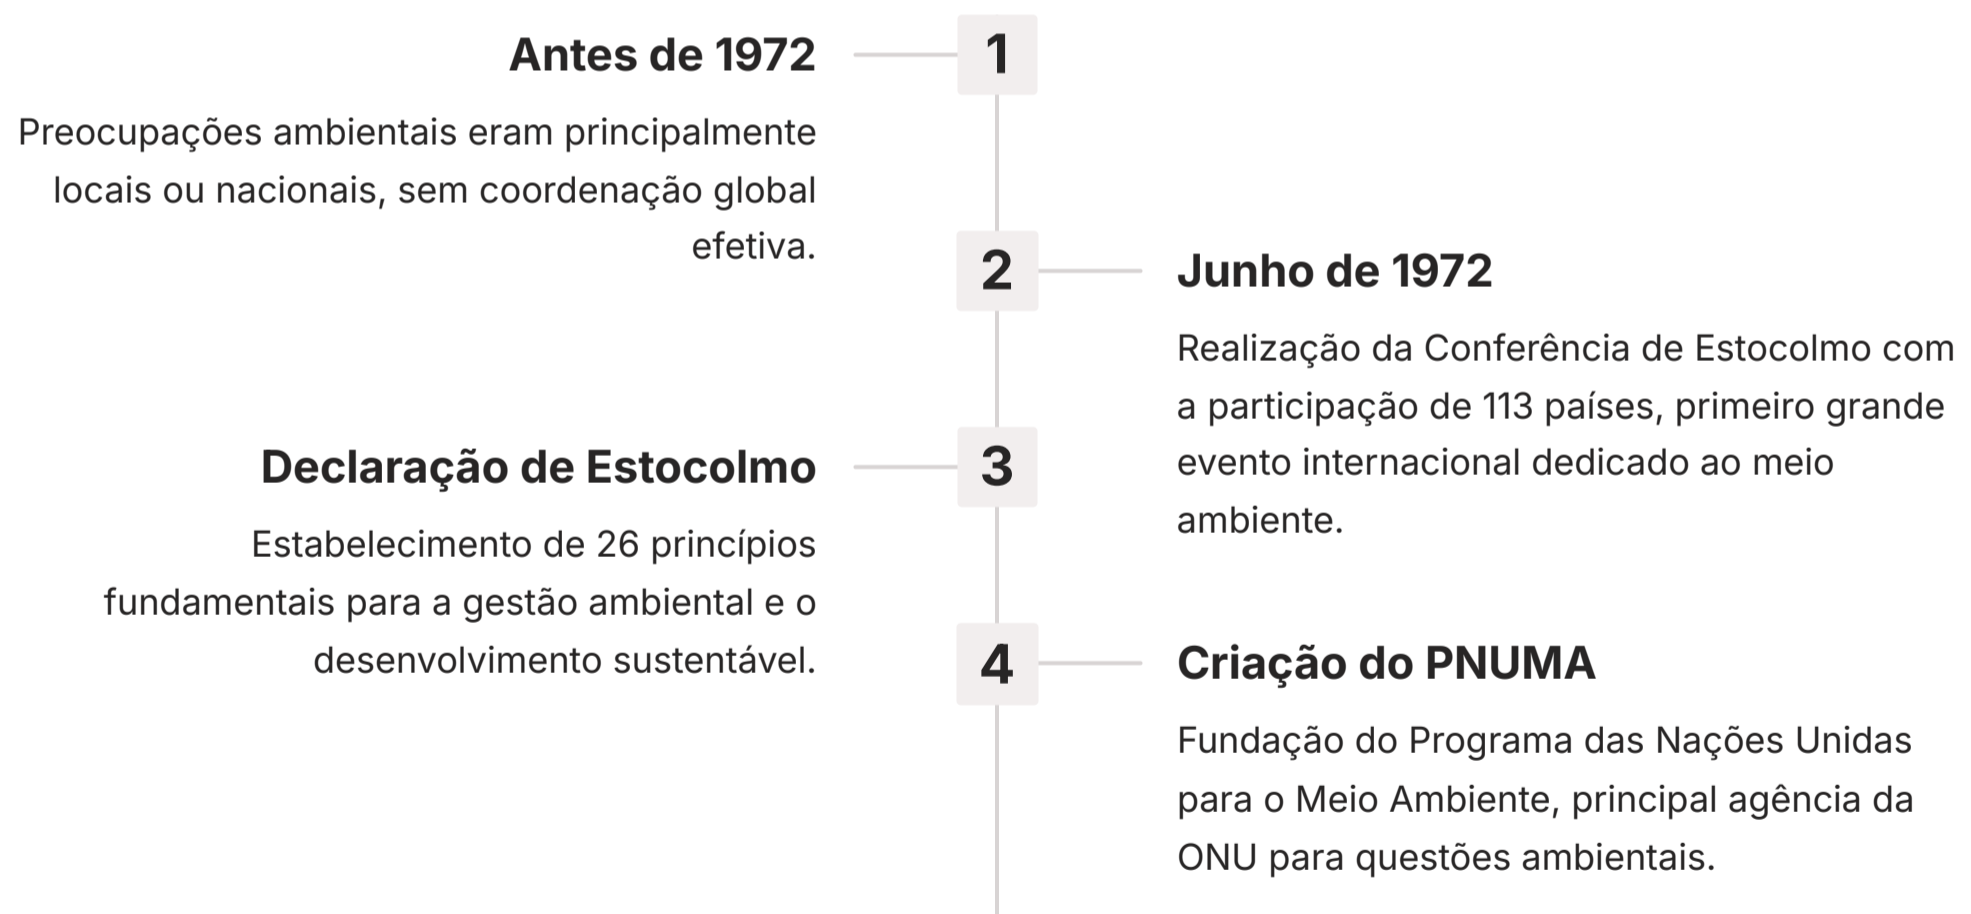 Antes de 1972
1
Preocupações ambientais eram principalmente
locais ou nacionais, sem coordenação global
efetiva.
2
Junho de 1972
Realização da Conferência de Estocolmo com
a participação de 113 países, primeiro grande
evento internacional dedicado ao meio
ambiente.
Declaração de Estocolmo
3
Estabelecimento de 26 princípios
fundamentais para a gestão ambiental e o
desenvolvimento sustentável.
4
Criação do PNUMA
Fundação do Programa das Nações Unidas
para o Meio Ambiente, principal agência da
ONU para questões ambientais.